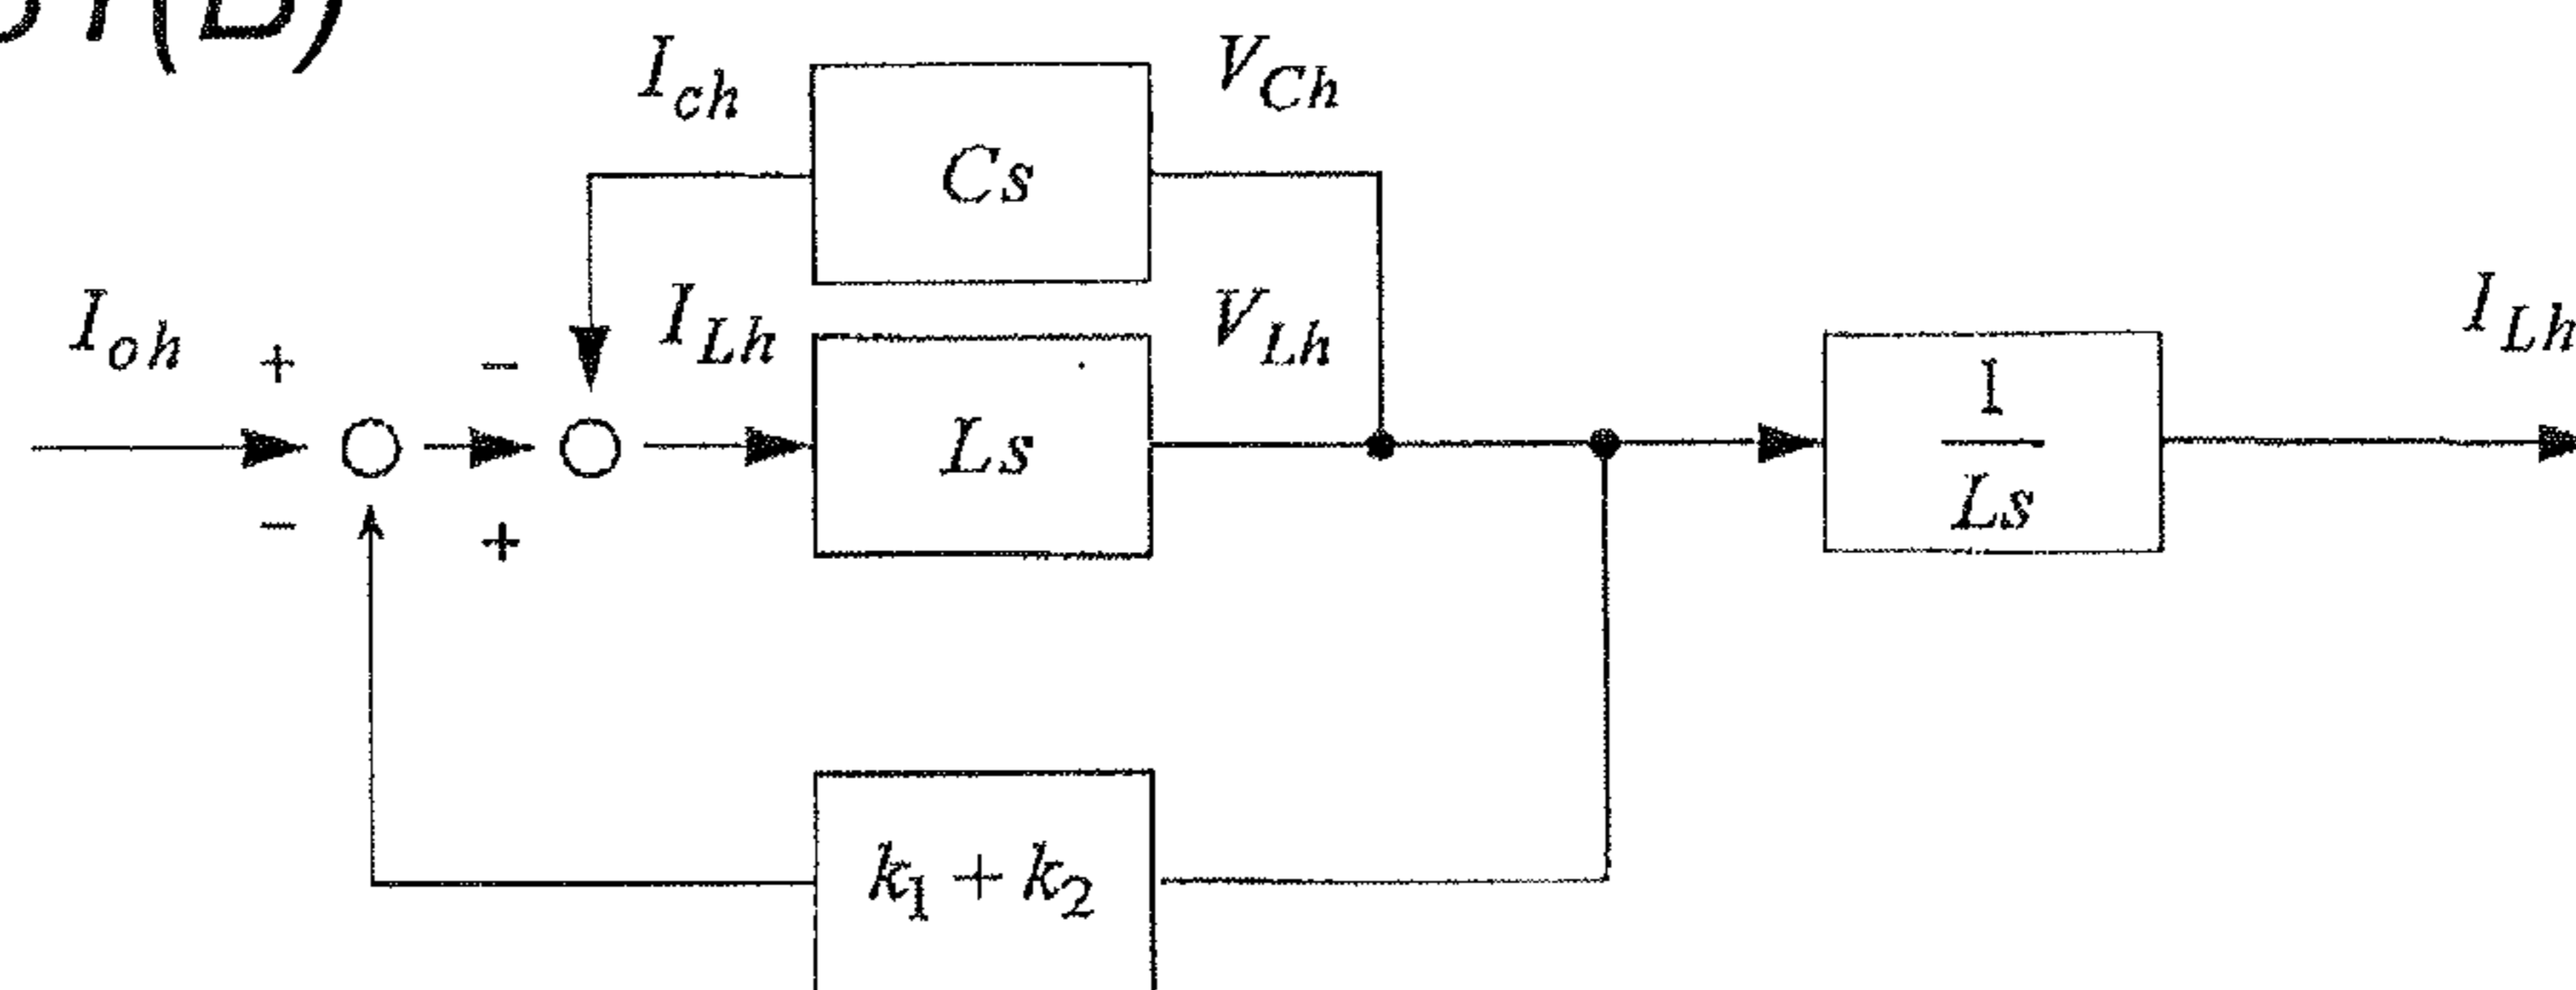 I_ch V_Ch
Cs
I_oh + − I_Lh V_Lh I_Lh
Ls
1
Ls
− +
k_1 + k_2